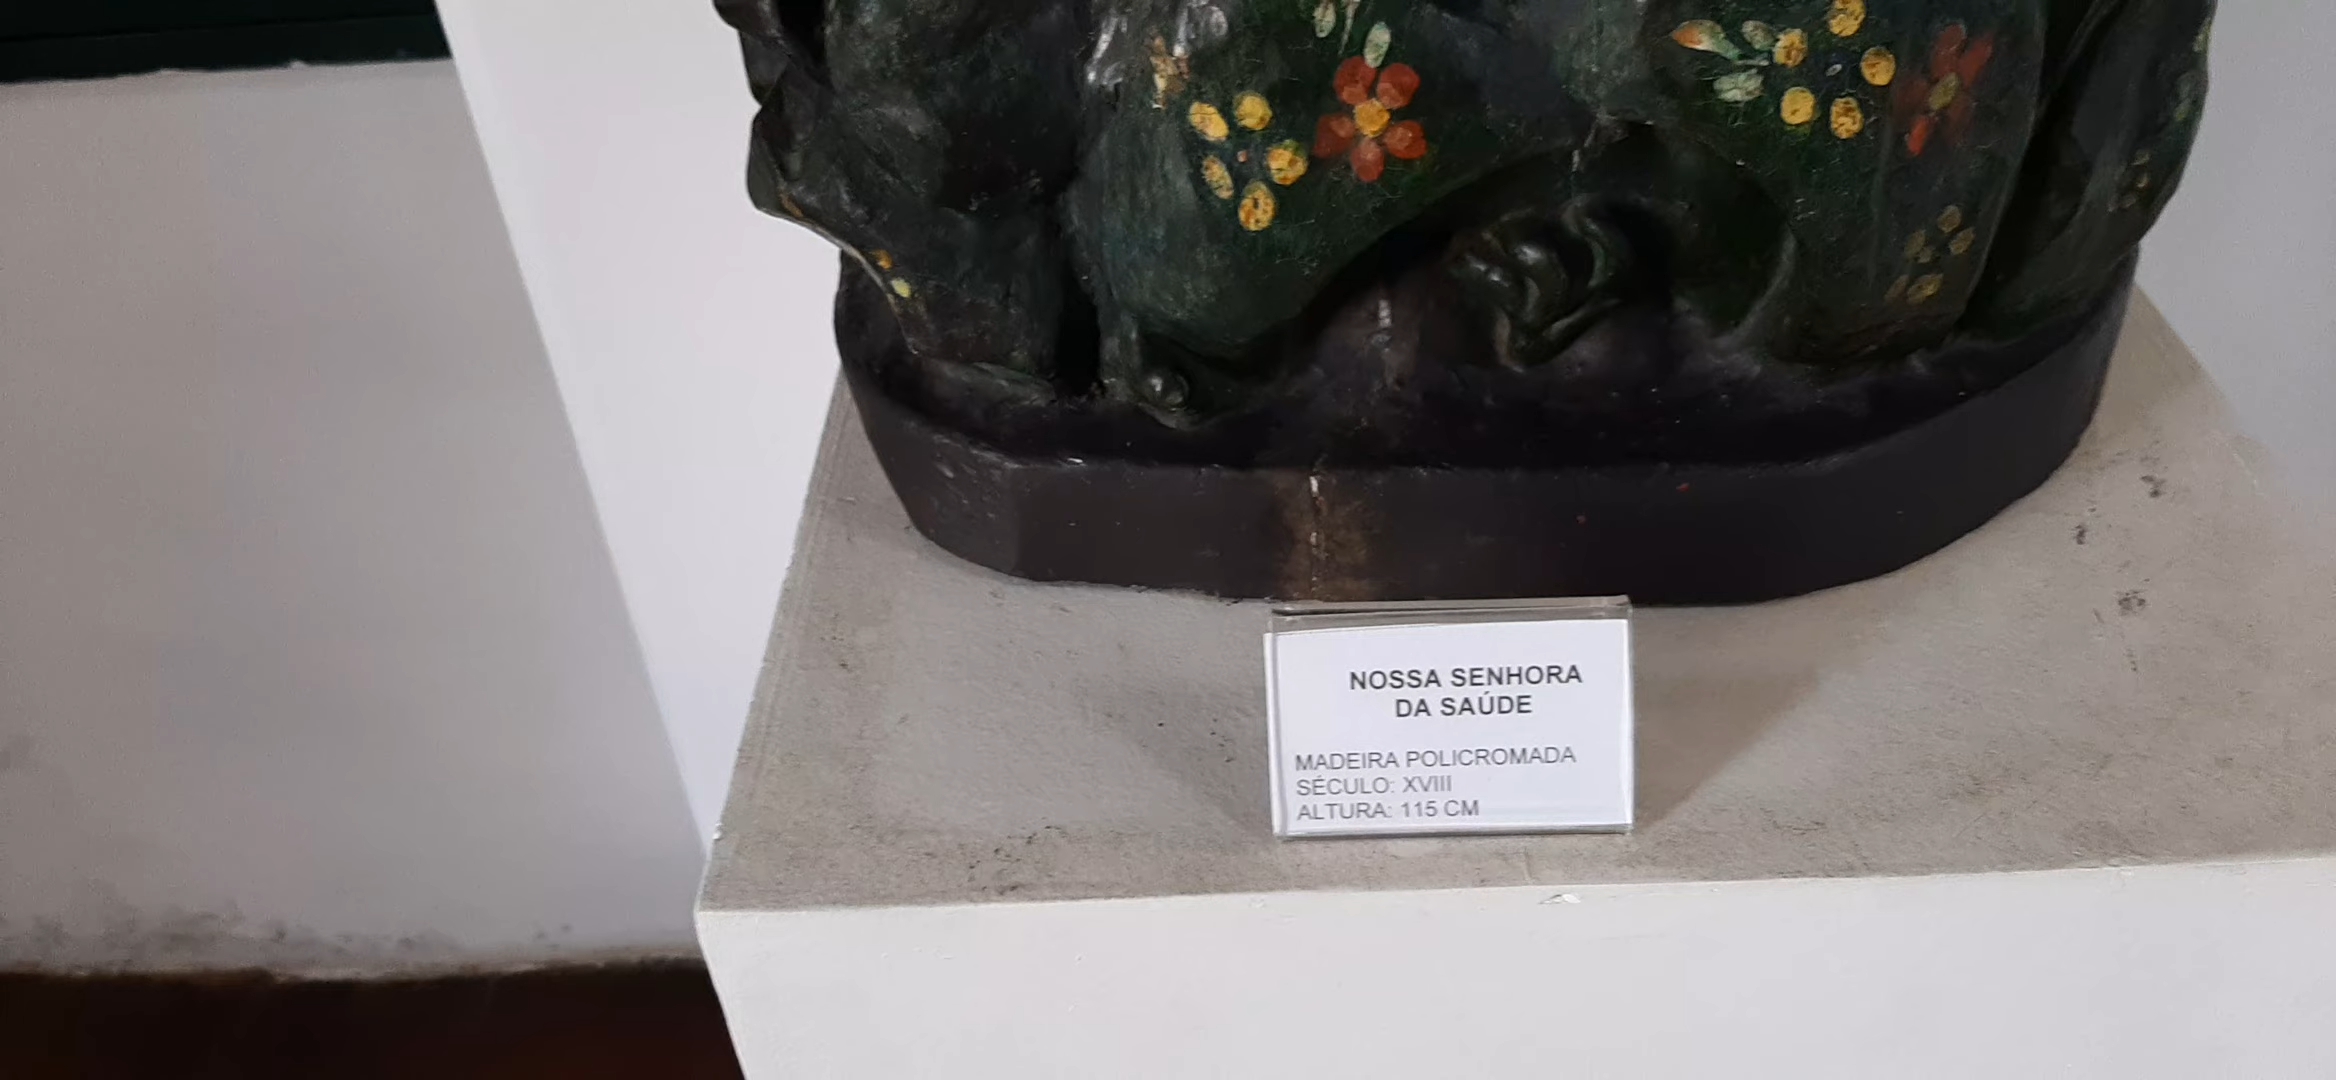 NOSSA SENHORA
DA SAÚDE
MADEIRA POLICROMADA
SÉCULO: XVIII
ALTURA: 115 CM